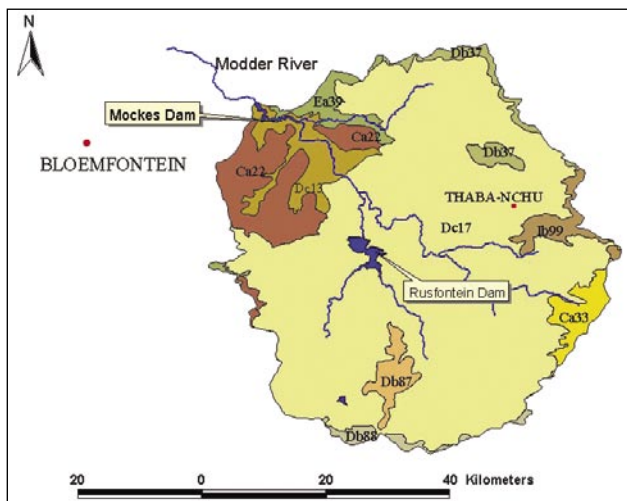 N
Modder River
Db37
Ea39
Mockes Dam
Ca22
BLOEMFONTEIN
Db37
Ca22
Dc13
THABA-NCHU
Dc17
Ib99
Rusfontein Dam
Ca33
Db87
Db88
20 0 20 40 Kilometers